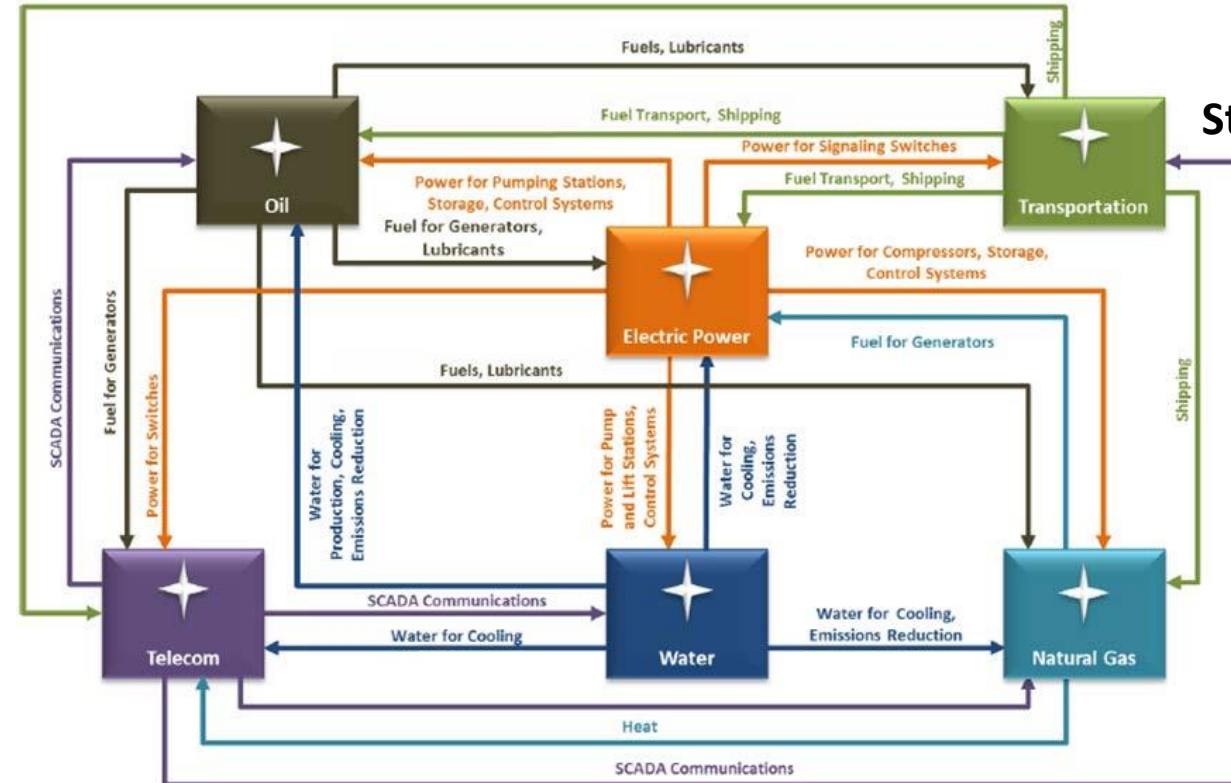 Shipping
Fuels, Lubricants
Fuel Transport, Shipping
St
Power for Signaling Switches
Oil
Power for Pumping Stations,
Storage, Control Systems
Fuel Transport, Shipping
Transportation
Fuel for Generators,
Lubricants
Power for Compressors, Storage,
Control Systems
Electric Power
Fuel for Generators
SCADA Communications
Fuel for Generators
Power for Switches
Fuels, Lubricants
Shipping
Water for
Production, Cooling,
Emissions Reduction
Power for Pump
and Lift Stations,
Control Systems
Water for
Cooling,
Emissions
Reduction
SCADA Communications
Water for Cooling
Water for Cooling,
Emissions Reduction
Telecom
Water
Natural Gas
Heat
SCADA Communications